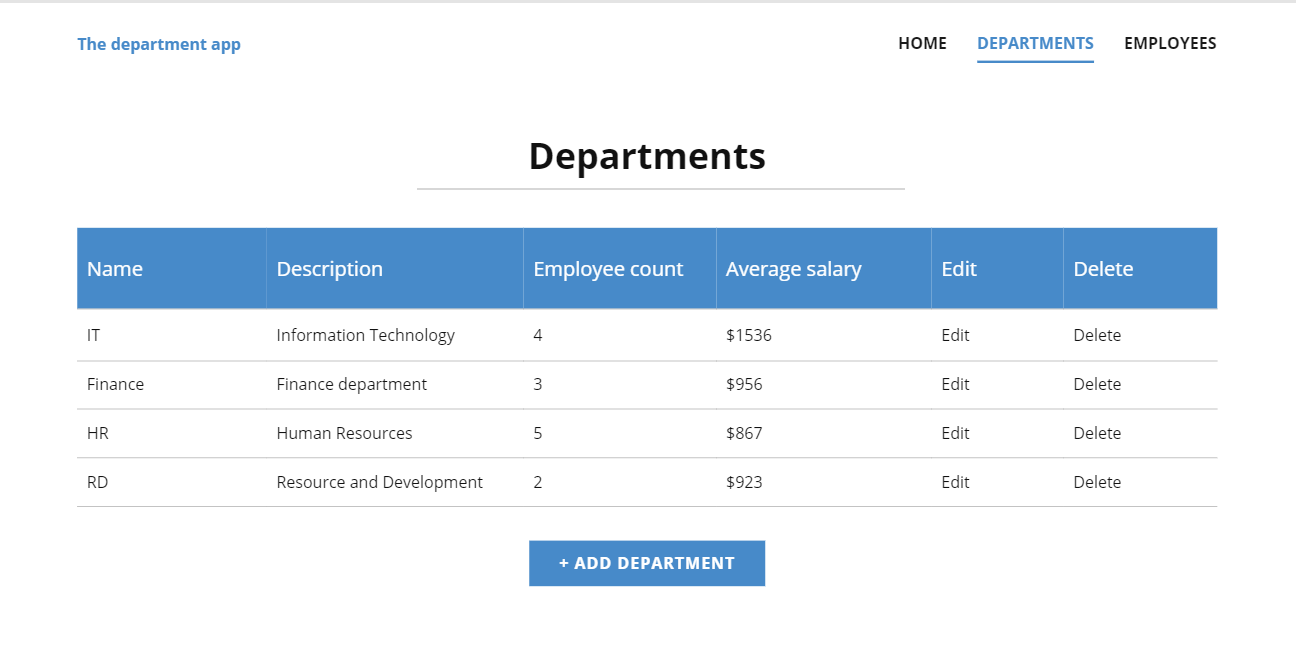 The department app HOME DEPARTMENTS EMPLOYEES
Departments
Name Description Employee count Average salary Edit Delete
IT Information Technology 4 $1536 Edit Delete
Finance Finance department 3 $956 Edit Delete
HR Human Resources 5 $867 Edit Delete
RD Resource and Development 2 $923 Edit Delete
+ ADD DEPARTMENT